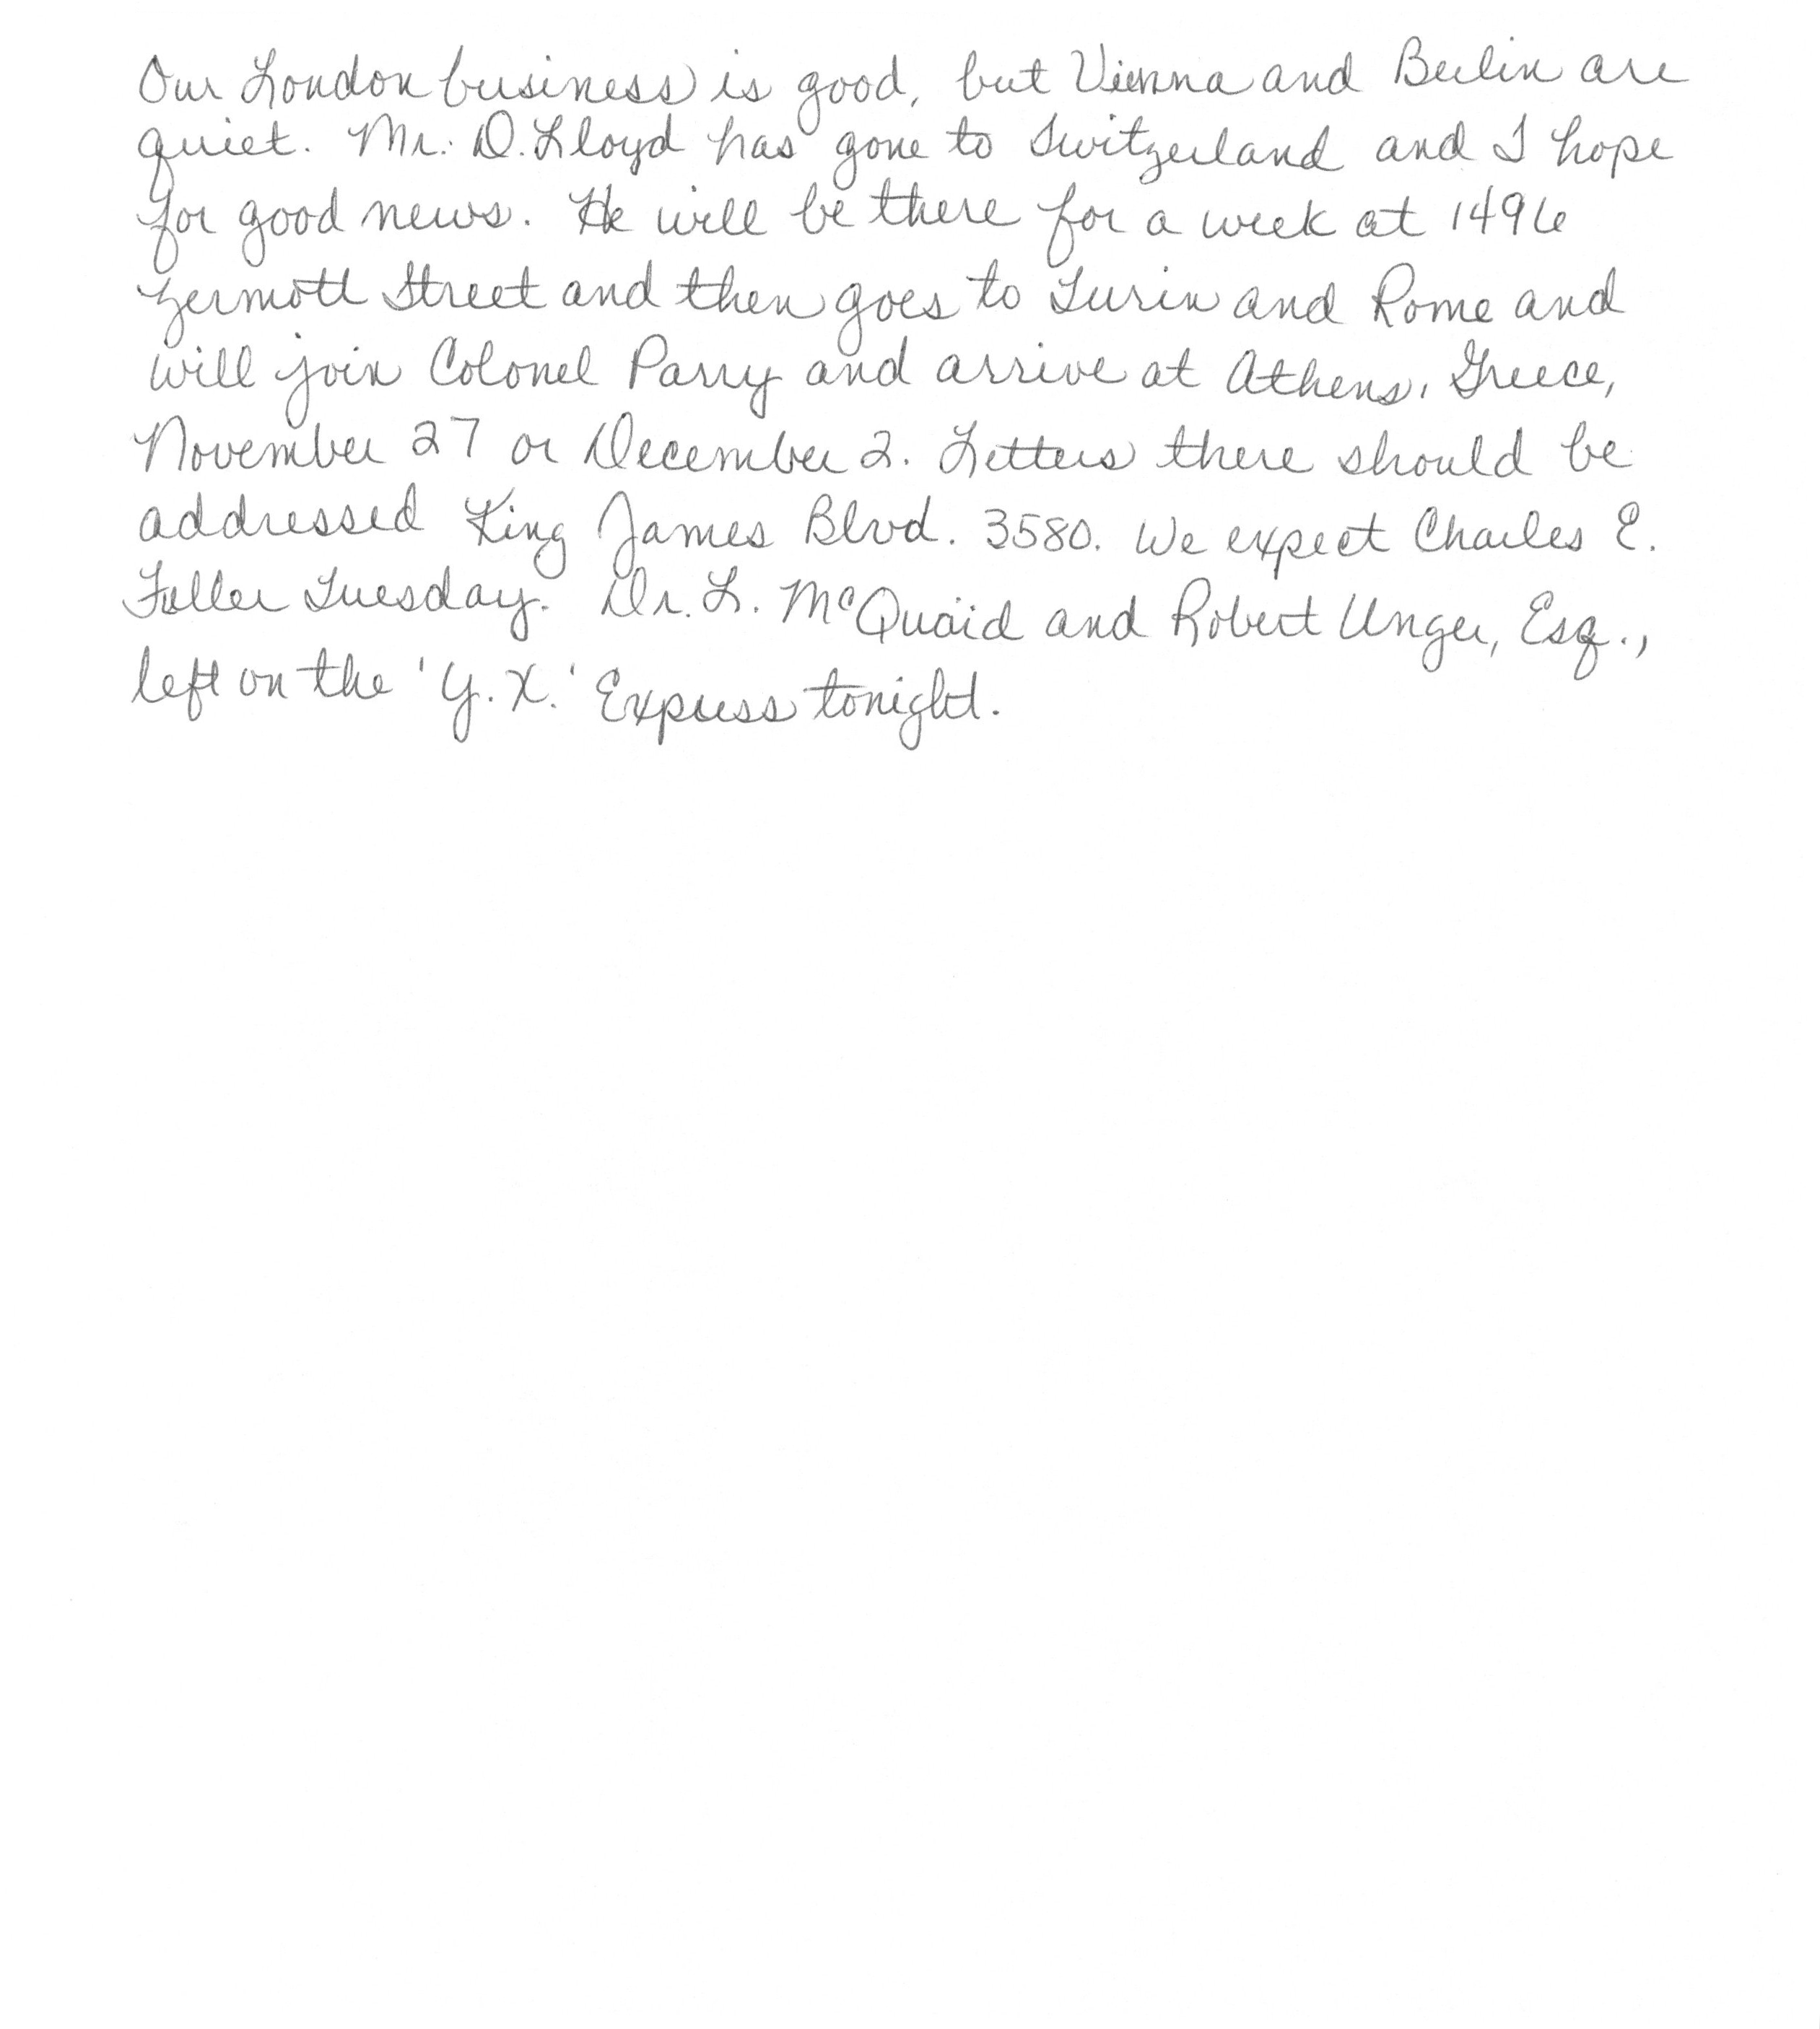 Our London business is good, but Vienna and Berlin are
quiet. Mr. D. Lloyd has gone to Switzerland and I hope
for good news. He will be there for a week at 1496
Zermott Street and then goes to Turin and Rome and
will join Colonel Parry and arrive at Athens, Greece,
November 27 or December 2. Letters there should be
addressed King James Blvd. 3580. We expect Charles E.
Fuller Tuesday. Dr. L. McQuaid and Robert Unger, Esq.,
left on the 'Y.X.' Express tonight.